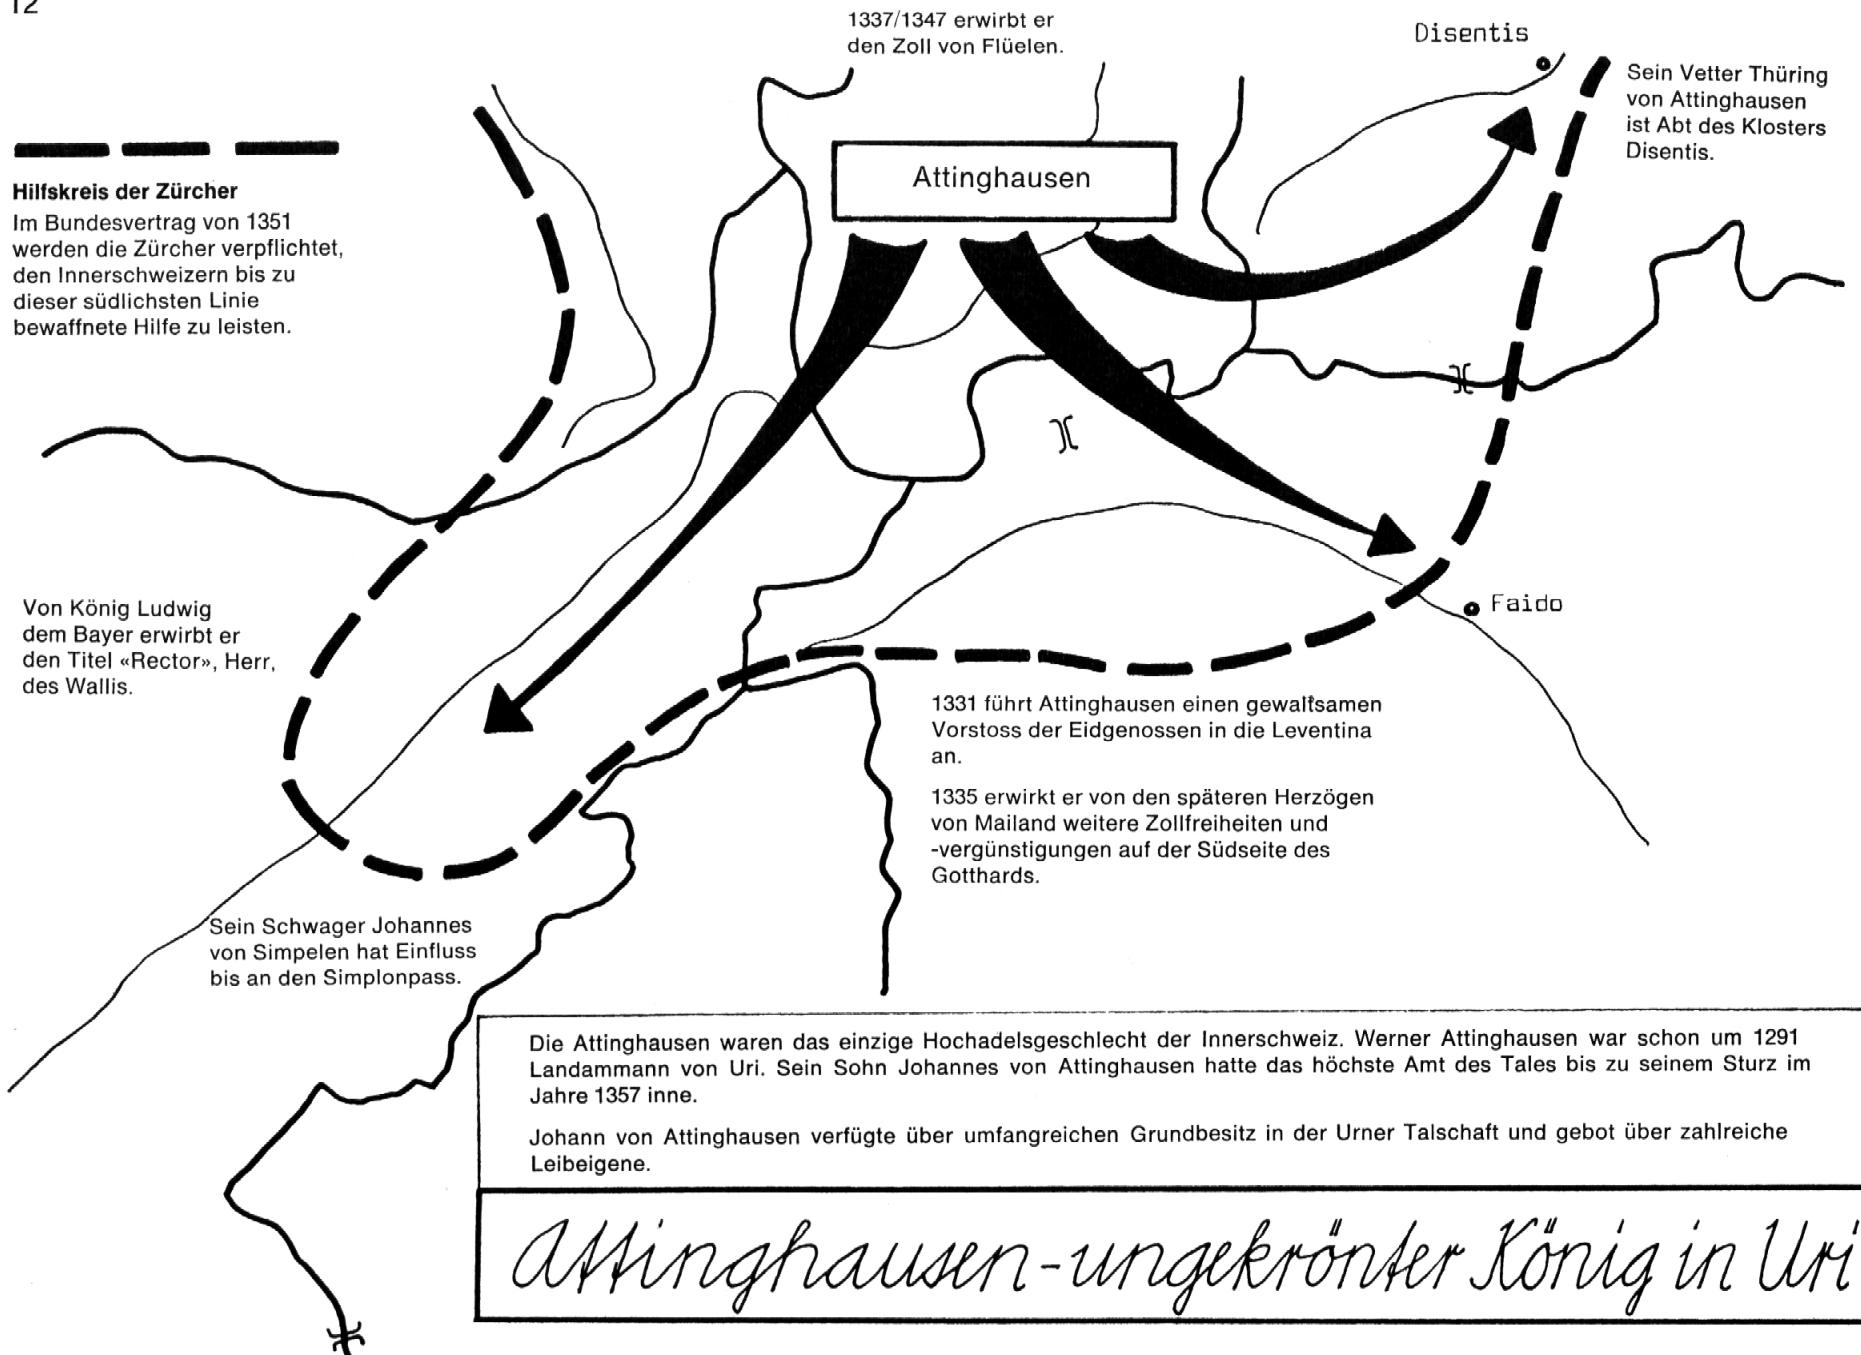 12
1337/1347 erwirbt er
den Zoll von Flüelen.
Disentis
Sein Vetter Thüring
von Attinghausen
ist Abt des Klosters
Disentis.
Attinghausen
Hilfskreis der Zürcher
Im Bundesvertrag von 1351
werden die Zürcher verpflichtet,
den Innerschweizern bis zu
dieser südlichsten Linie
bewaffnete Hilfe zu leisten.
Von König Ludwig
dem Bayer erwirbt er
den Titel «Rector», Herr,
des Wallis.
Faido
1331 führt Attinghausen einen gewaltsamen
Vorstoss der Eidgenossen in die Leventina
an.
1335 erwirkt er von den späteren Herzögen
von Mailand weitere Zollfreiheiten und
-vergünstigungen auf der Südseite des
Gotthards.
Sein Schwager Johannes
von Simpelen hat Einfluss
bis an den Simplonpass.
Die Attinghausen waren das einzige Hochadelsgeschlecht der Innerschweiz. Werner Attinghausen war schon um 1291
Landammann von Uri. Sein Sohn Johannes von Attinghausen hatte das höchste Amt des Tales bis zu seinem Sturz im
Jahre 1357 inne.
Johann von Attinghausen verfügte über umfangreichen Grundbesitz in der Urner Talschaft und gebot über zahlreiche
Leibeigene.
Attinghausen-ungekrönter König in Uri